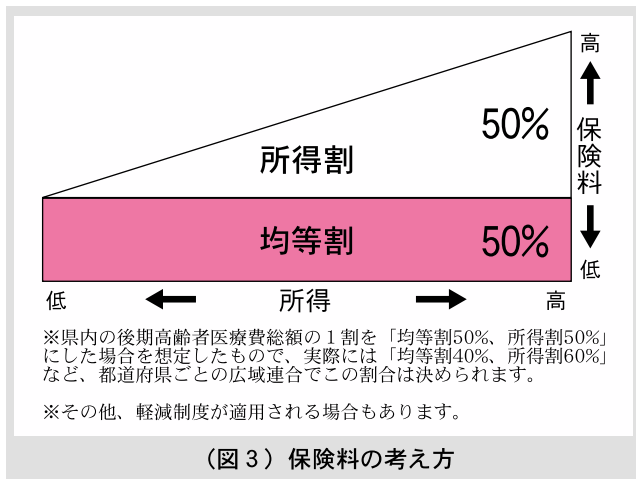 高
50%
保険料
所得割
均等割
50%
低
低
所得
高
※県内の後期高齢者医療費総額の1割を「均等割50%、所得割50%」
にした場合を想定したもので、実際には「均等割40%、所得割60%」
など、都道府県ごとの広域連合でこの割合は決められます。
※その他、軽減制度が適用される場合もあります。
(図3)保険料の考え方